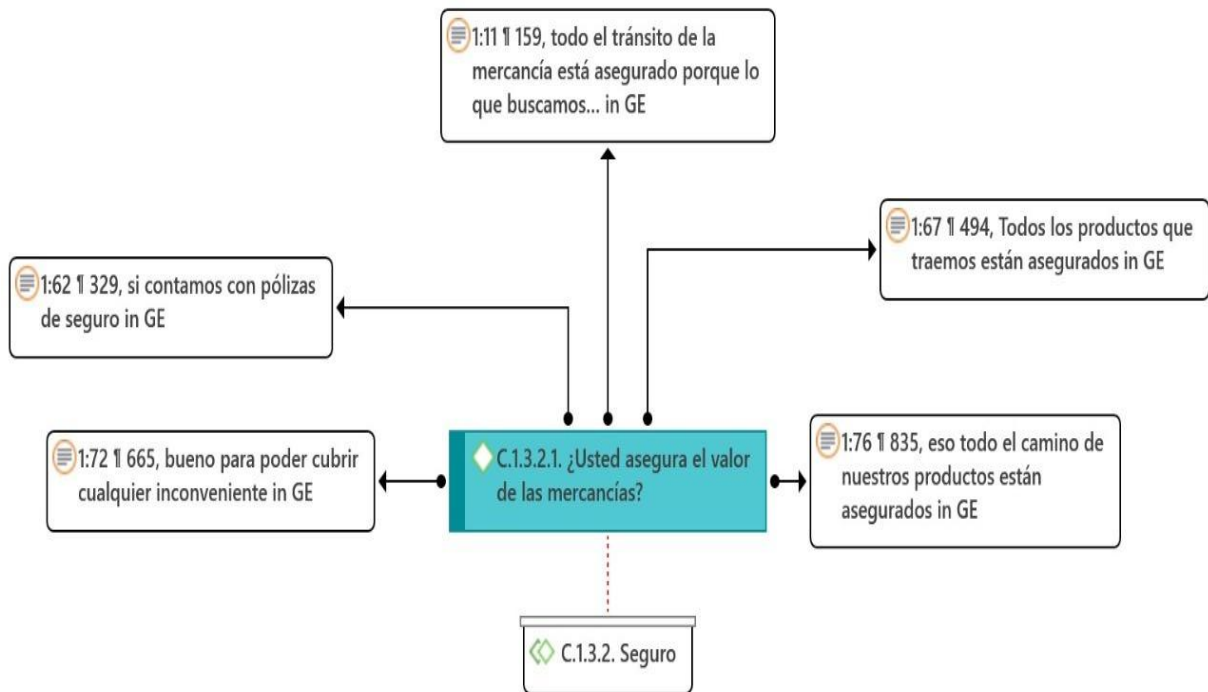 1:11 ¶ 159, todo el tránsito de la
mercancía está asegurado porque lo
que buscamos... in GE
1:67 ¶ 494, Todos los productos que
traemos están asegurados in GE
1:62 ¶ 329, si contamos con pólizas
de seguro in GE
1:72 ¶ 665, bueno para poder cubrir
cualquier inconveniente in GE
C.1.3.2.1. ¿Usted asegura el valor
de las mercancías?
1:76 ¶ 835, eso todo el camino de
nuestros productos están
asegurados in GE
C.1.3.2. Seguro